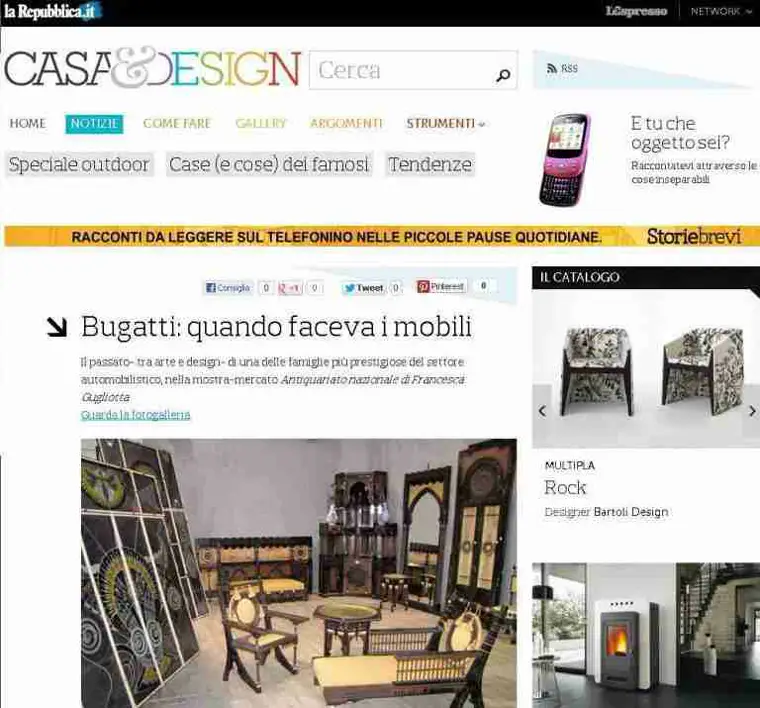 la Repubblica.it
L'Espresso
NETWORK
CASA&DESIGN
Cerca
RSS
HOME
NOTIZIE
COME FARE
GALLERY
ARGOMENTI
STRUMENTI
E tu che
oggetto sei?
Raccontatevi attraverso le
cose inseparabili
Speciale outdoor
Case (e cose) dei famosi
Tendenze
RACCONTI DA LEGGERE SUL TELEFONINO NELLE PICCOLE PAUSE QUOTIDIANE.
Storiebrevi
Consiglia 0
+1 0
Tweet 0
Pinterest 0
Bugatti: quando faceva i mobili
Il passato- tra arte e design- di una delle famiglie più prestigiose del settore
automobilistico, nella mostra-mercato Antiquariato nazionale di Francesca
Gugliotta
Guarda la fotogalleria
IL CATALOGO
MULTIPLA
Rock
Designer Bartoli Design